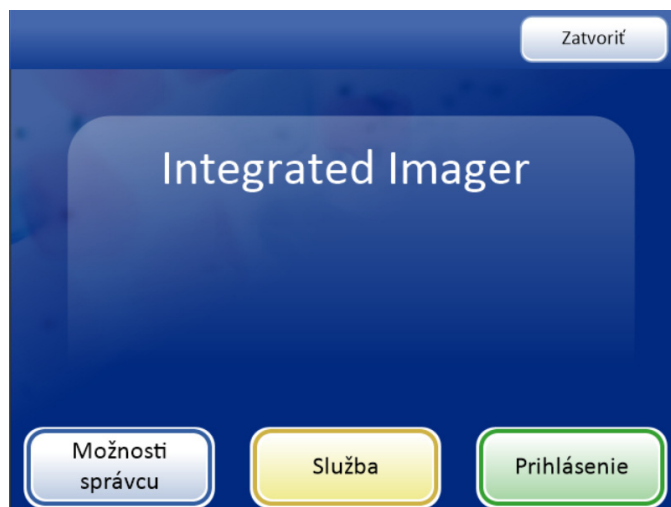 Zatvoriť
Integrated Imager
Možnosti
správcu
Služba
Prihlásenie